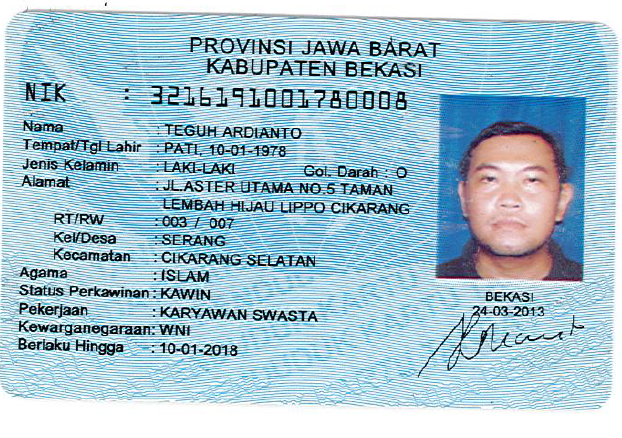 PROVINSI JAWA BARAT
KABUPATEN BEKASI
NIK : 3216191001780008
Nama : TEGUH ARDIANTO
Tempat/Tgl Lahir : PATI, 10-01-1978
Jenis Kelamin : LAKI-LAKI Gol. Darah : O
Alamat : JL.ASTER UTAMA NO.5 TAMAN
LEMBAH HIJAU LIPPO CIKARANG
RT/RW : 003 / 007
Kel/Desa : SERANG
Kecamatan : CIKARANG SELATAN
Agama : ISLAM
Status Perkawinan : KAWIN
Pekerjaan : KARYAWAN SWASTA
Kewarganegaraan: WNI
Berlaku Hingga : 10-01-2018
BEKASI
24-03-2013